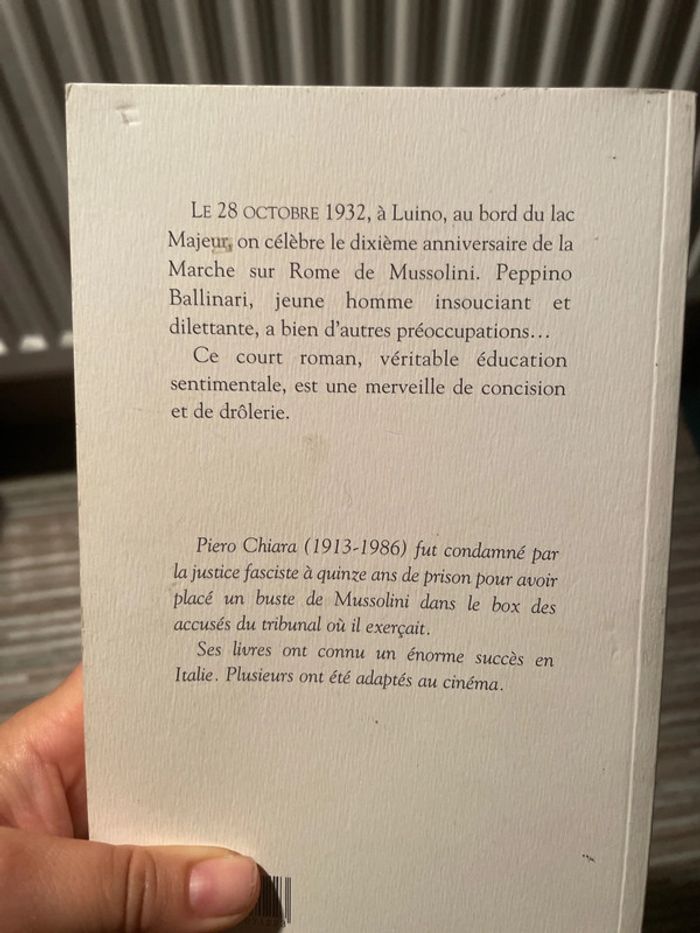 LE 28 OCTOBRE 1932, à Luino, au bord du lac
Majeur, on célèbre le dixième anniversaire de la
Marche sur Rome de Mussolini. Peppino
Ballinari, jeune homme insouciant et
dilettante, a bien d'autres préoccupations…
Ce court roman, véritable éducation
sentimentale, est une merveille de concision
et de drôlerie.
Piero Chiara (1913-1986) fut condamné par
la justice fasciste à quinze ans de prison pour avoir
placé un buste de Mussolini dans le box des
accusés du tribunal où il exerçait.
Ses livres ont connu un énorme succès en
Italie. Plusieurs ont été adaptés au cinéma.